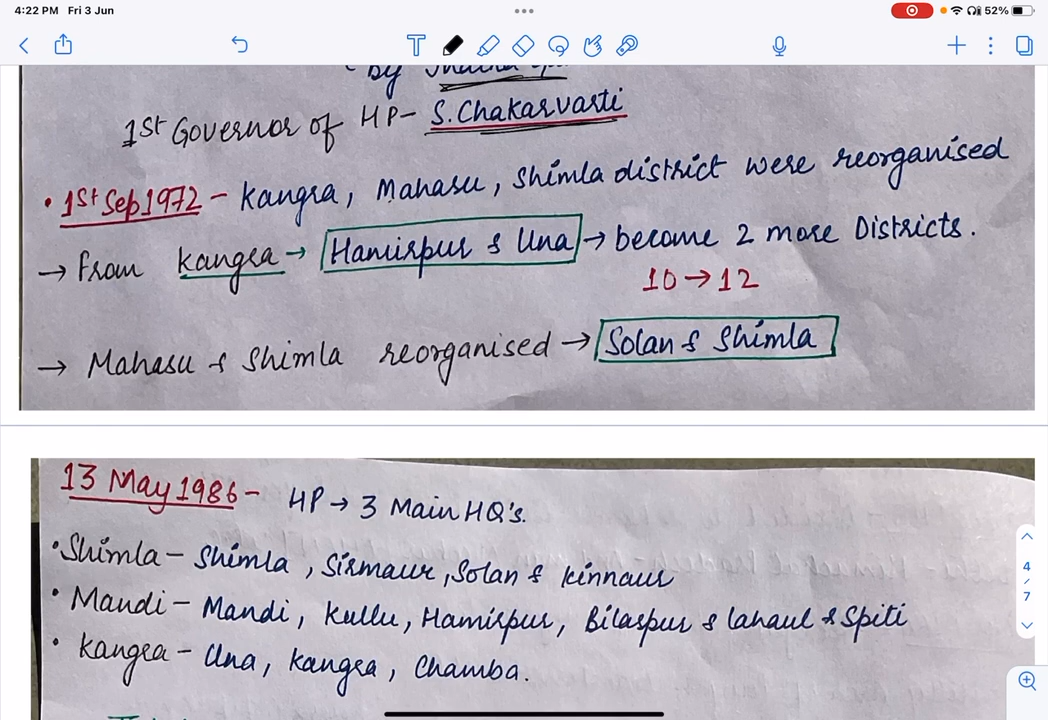 4:22 PM Fri 3 Jun
52%
by
1st Governor of HP- S.Chakarvarti
• 1st Sep 1972 - Kangra, Mahasu, Shimla district were reorganised
→ from kangra → Hamirpur & Una → become 2 more Districts.
10 → 12
→ Mahasu & Shimla reorganised → Solan & Shimla
13 May 1986 - HP → 3 Main HQ's.
• Shimla - Shimla, Sirmaur, Solan & kinnaur
• Mandi - Mandi, Kullu, Hamirpur, Bilaspur & lahaul & Spiti
• kangra - Una, kangra, Chamba.
4
/
7